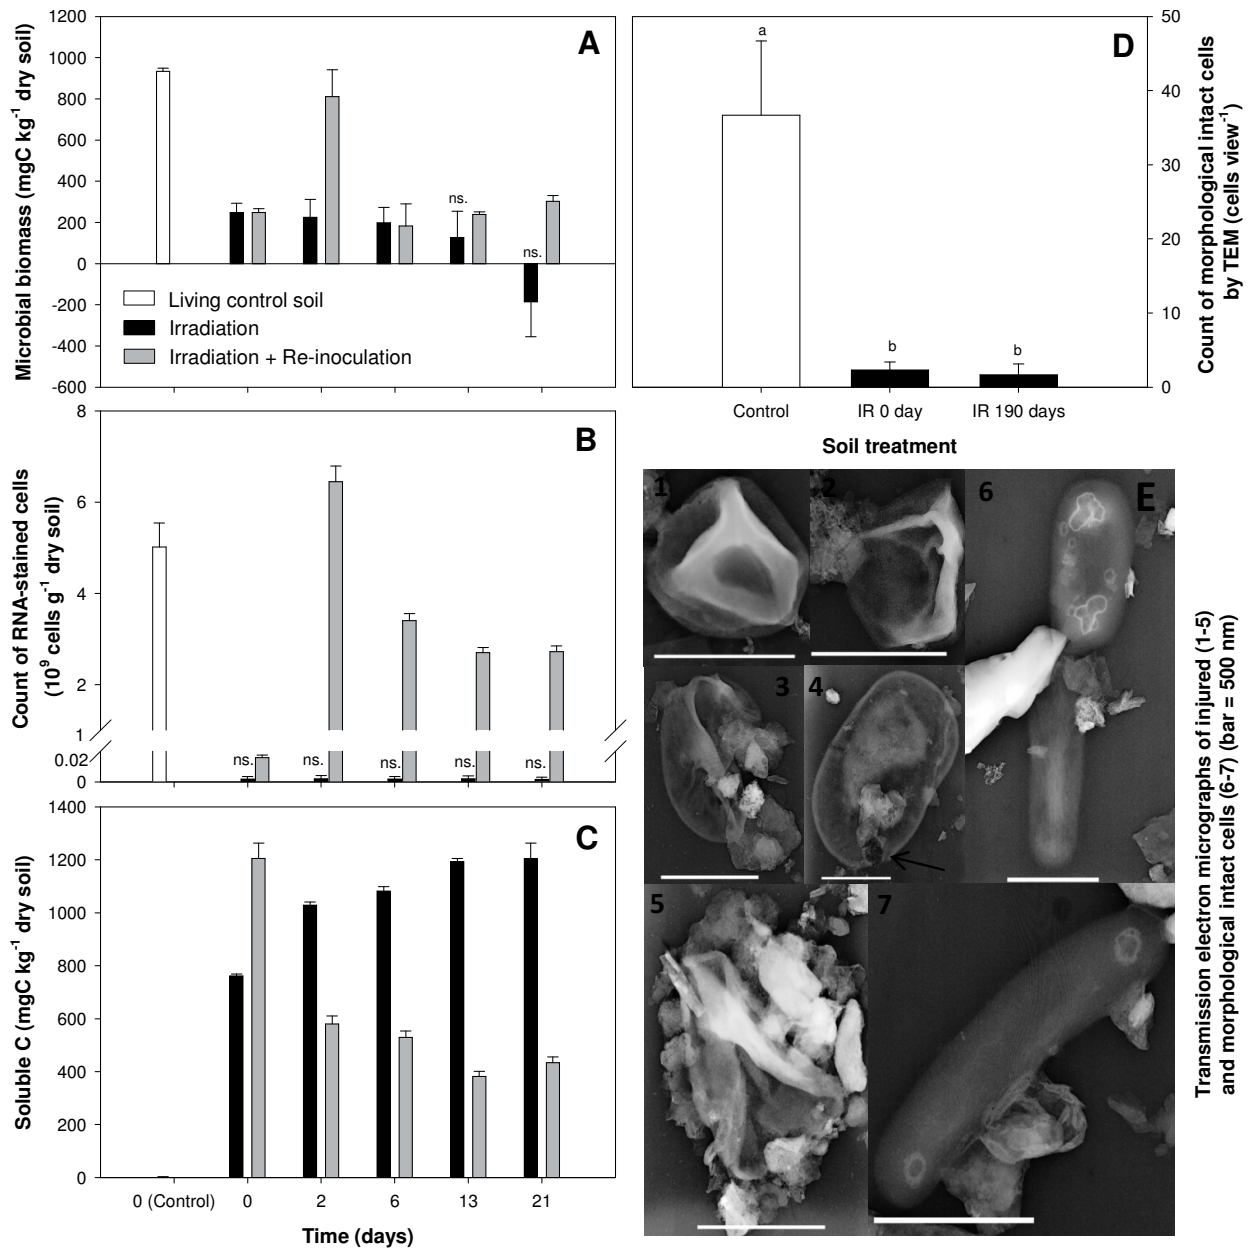 Microbial biomass (mgC kg-1 dry soil)
1200
1000
800
600
400
200
0
-200
-400
-600
A
ns.
ns.
Living control soil
Irradiation
Irradiation + Re-inoculation
Count of RNA-stained cells
(10^9 cells g-1 dry soil)
8
6
4
2
1
0.02
0
B
ns.
ns.
ns.
ns.
ns.
Soluble C (mgC kg-1 dry soil)
1400
1200
1000
800
600
400
200
0
C
0 (Control)
0
2
6
13
21
Time (days)
D
a
b
b
50
40
30
20
10
0
Count of morphological intact cells
by TEM (cells view-1)
Control
IR 0 day
IR 190 days
Soil treatment
1
2
6
E
3
4
5
7
Transmission electron micrographs of injured (1-5)
and morphological intact cells (6-7) (bar = 500 nm)